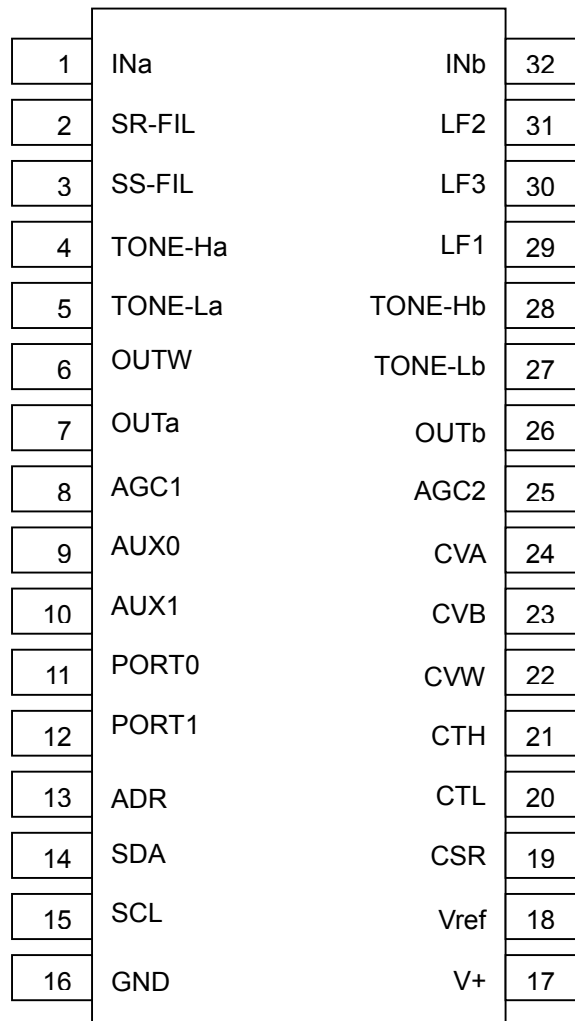 1 INa INb 32
2 SR-FIL LF2 31
3 SS-FIL LF3 30
4 TONE-Ha LF1 29
5 TONE-La TONE-Hb 28
6 OUTW TONE-Lb 27
7 OUTa OUTb 26
8 AGC1 AGC2 25
9 AUX0 CVA 24
10 AUX1 CVB 23
11 PORT0 CVW 22
12 PORT1 CTH 21
13 ADR CTL 20
14 SDA CSR 19
15 SCL Vref 18
16 GND V+ 17